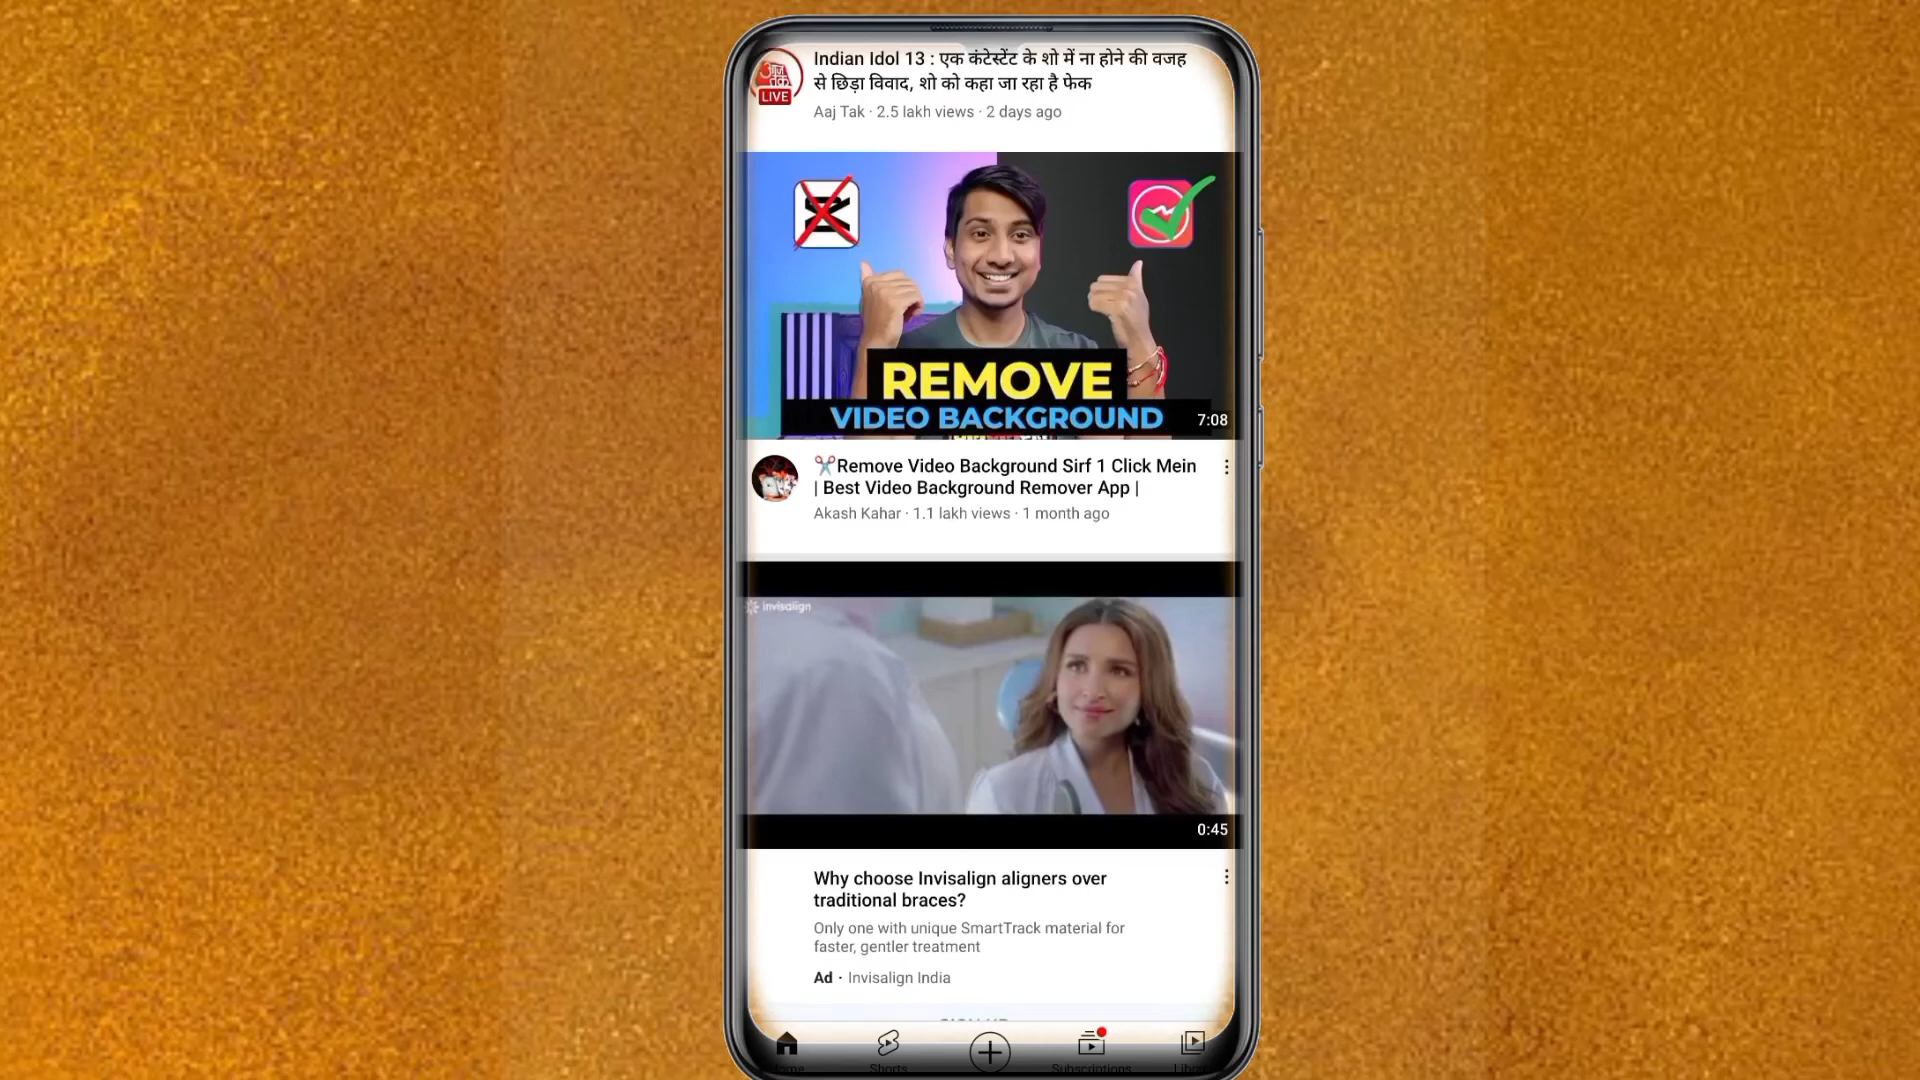 Indian Idol 13 : एक कंटेस्टेंट के शो में ना होने की वजह
से छिड़ा विवाद, शो को कहा जा रहा है फेक
आज तक
LIVE
Aaj Tak · 2.5 lakh views · 2 days ago
REMOVE
VIDEO BACKGROUND
7:08
Remove Video Background Sirf 1 Click Mein
| Best Video Background Remover App |
Akash Kahar · 1.1 lakh views · 1 month ago
invisalign
0:45
Why choose Invisalign aligners over
traditional braces?
Only one with unique SmartTrack material for
faster, gentler treatment
Ad · Invisalign India
Shorts
Subscriptions